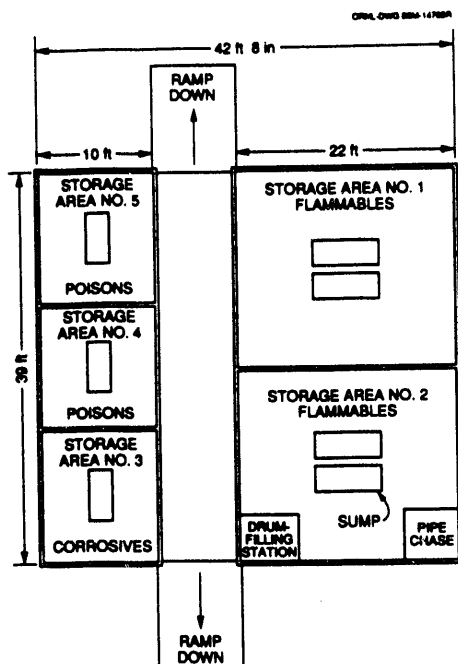 ORNL-DWG 88M-14769R
42 ft 8 in
RAMP
DOWN
10 ft
22 ft
STORAGE
AREA NO. 5
POISONS
STORAGE AREA NO. 1
FLAMMABLES
39 ft
STORAGE
AREA NO. 4
POISONS
STORAGE AREA NO. 2
FLAMMABLES
STORAGE
AREA NO. 3
CORROSIVES
SUMP
DRUM-
FILLING
STATION
PIPE
CHASE
RAMP
DOWN